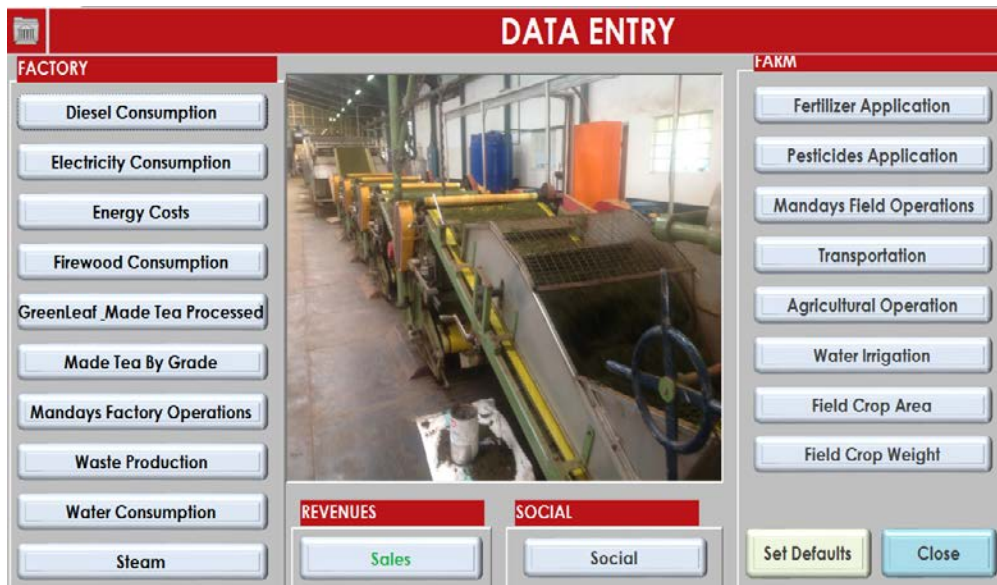 DATA ENTRY
FACTORY
Diesel Consumption
Electricity Consumption
Energy Costs
Firewood Consumption
GreenLeaf_Made Tea Processed
Made Tea By Grade
Mandays Factory Operations
Waste Production
Water Consumption
Steam
REVENUES
Sales
SOCIAL
Social
FARM
Fertilizer Application
Pesticides Application
Mandays Field Operations
Transportation
Agricultural Operation
Water Irrigation
Field Crop Area
Field Crop Weight
Set Defaults
Close